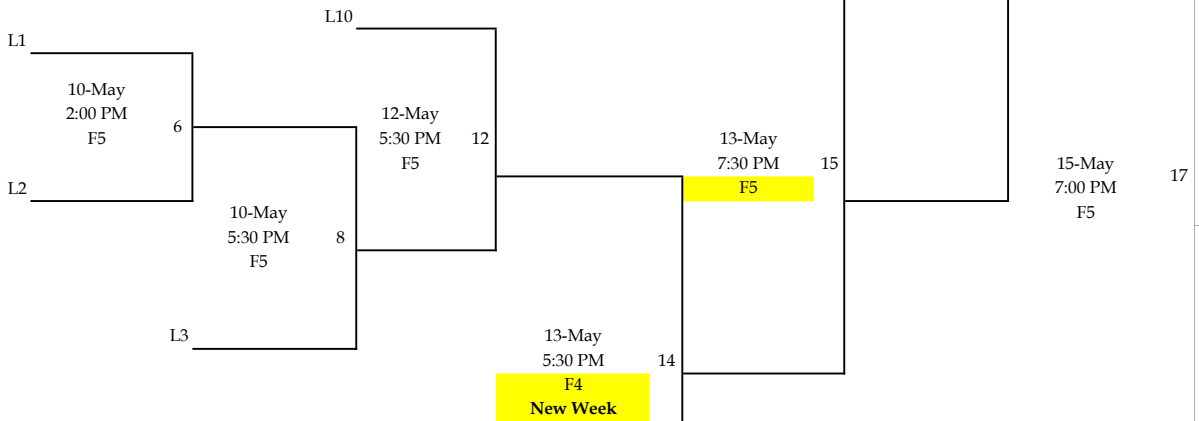 L10
L1
10-May
2:00 PM
F5
6
L2
12-May
5:30 PM
F5
12
10-May
5:30 PM
F5
8
L3
13-May
7:30 PM
F5
15
15-May
7:00 PM
F5
17
13-May
5:30 PM
F4
New Week
14